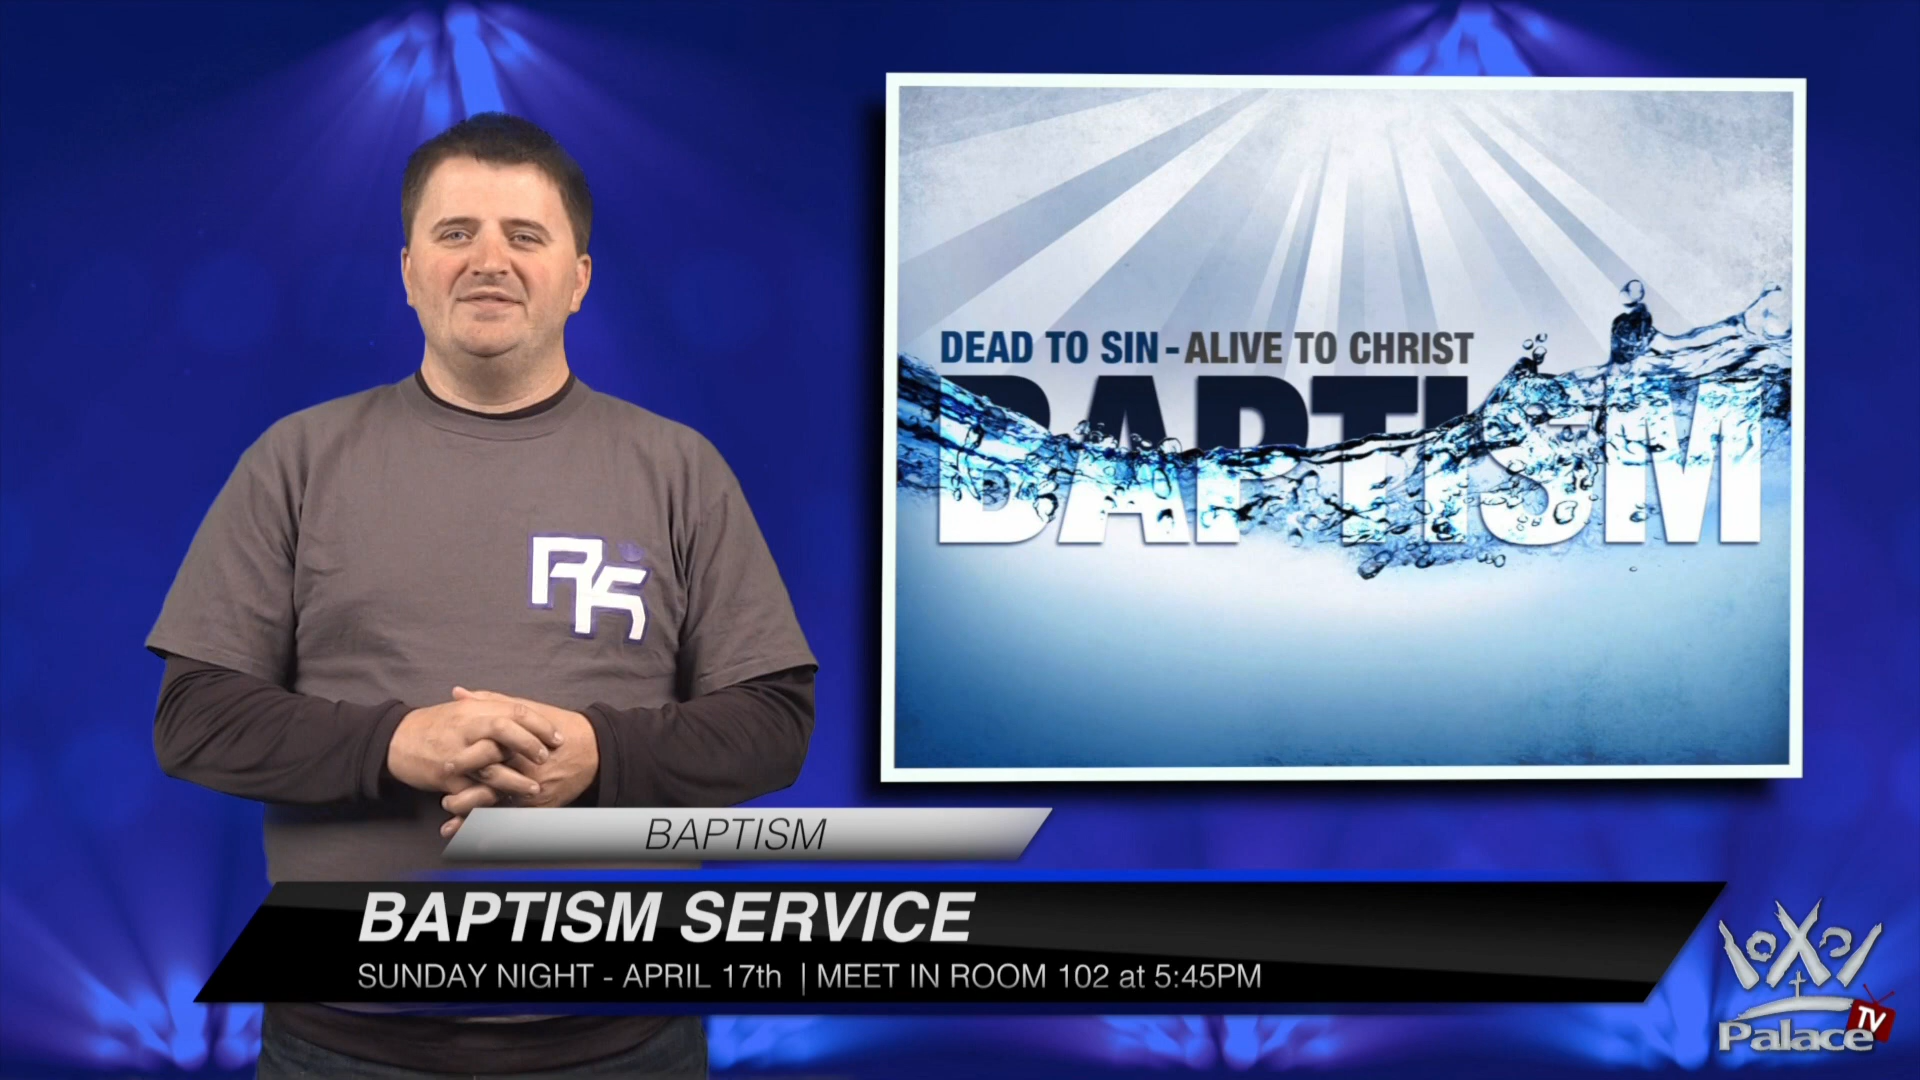 DEAD TO SIN - ALIVE TO CHRIST
BAPTISM
RK
BAPTISM
BAPTISM SERVICE
SUNDAY NIGHT - APRIL 17th | MEET IN ROOM 102 at 5:45PM
Palace TV